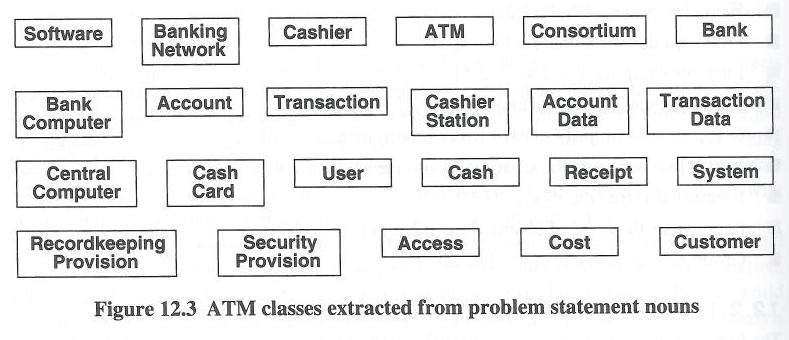 Software
Banking
Network
Cashier
ATM
Consortium
Bank
Bank
Computer
Account
Transaction
Cashier
Station
Account
Data
Transaction
Data
Central
Computer
Cash
Card
User
Cash
Receipt
System
Recordkeeping
Provision
Security
Provision
Access
Cost
Customer
Figure 12.3 ATM classes extracted from problem statement nouns